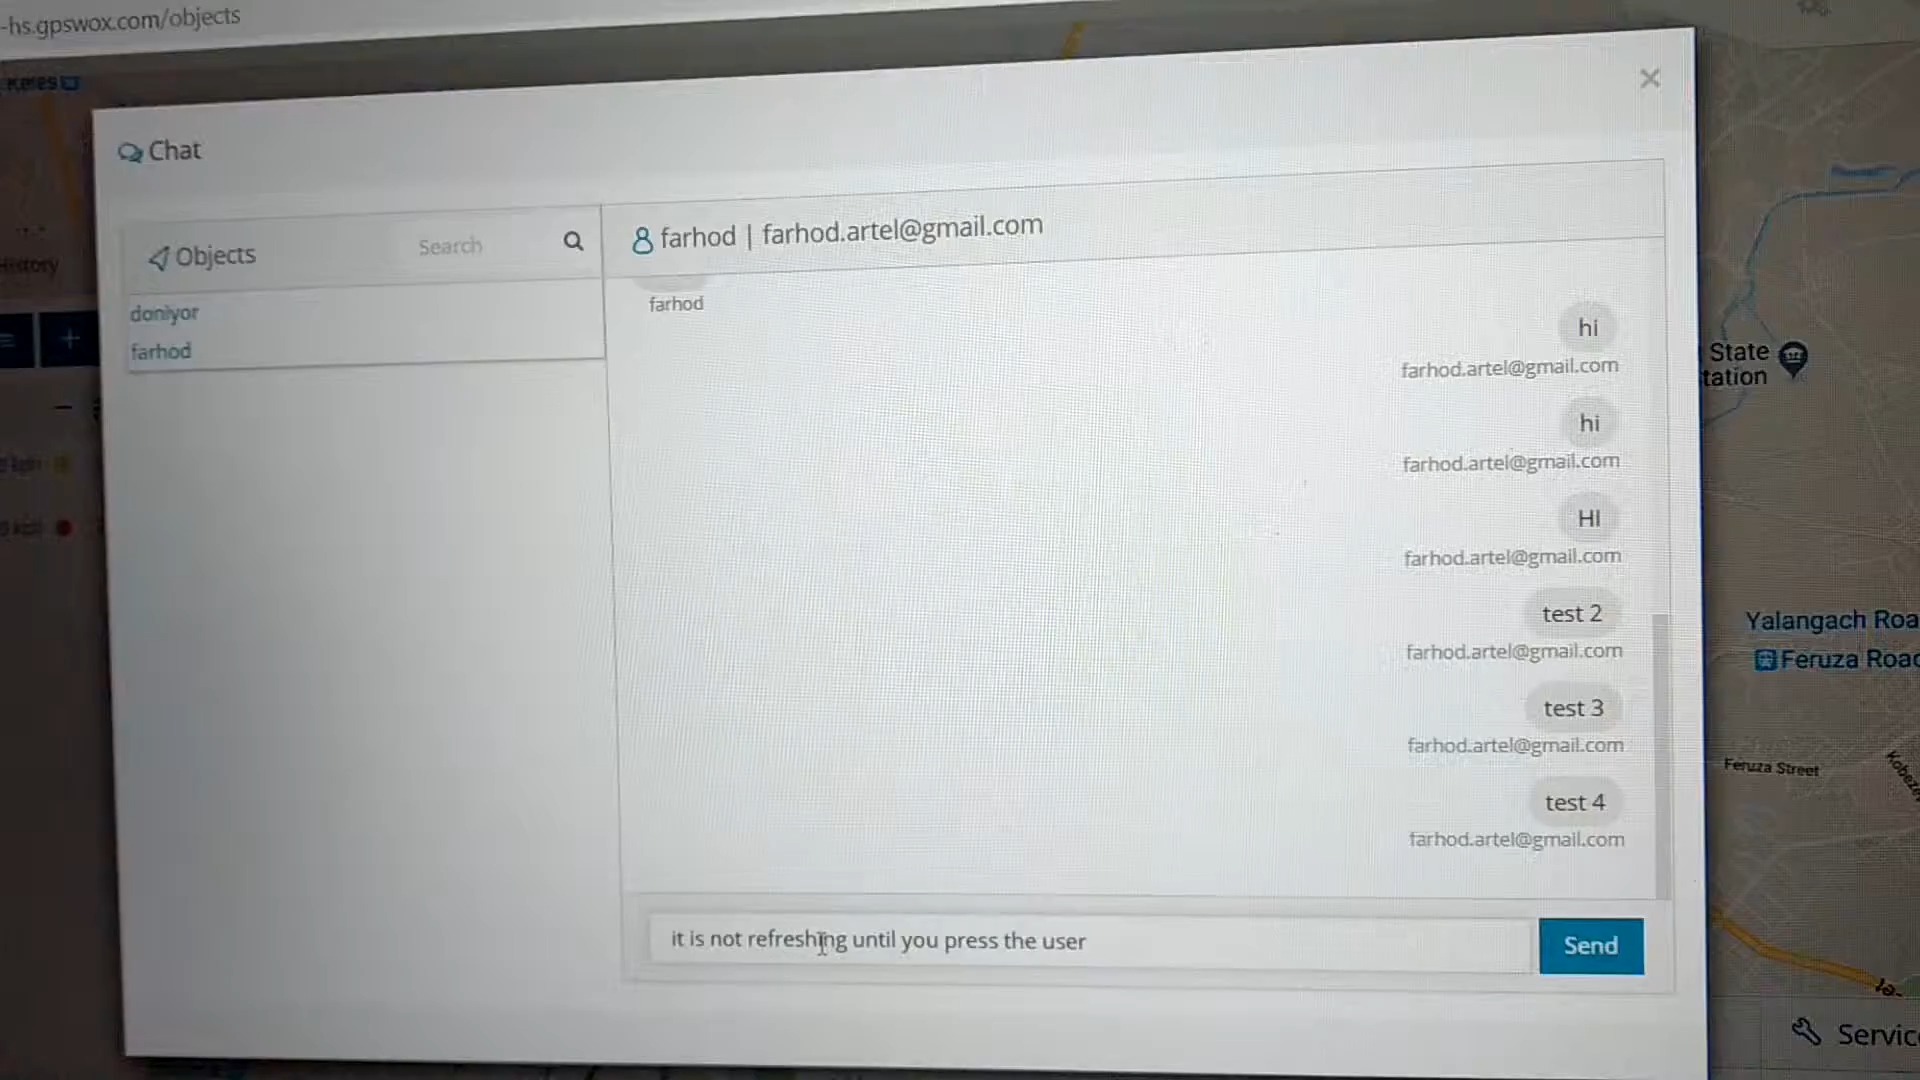 -hs.gpswox.com/objects
Keles
Chat
Objects
Search
farhod | farhod.artel@gmail.com
doniyor
farhod
History
farhod
hi
farhod.artel@gmail.com
hi
farhod.artel@gmail.com
HI
farhod.artel@gmail.com
test 2
farhod.artel@gmail.com
test 3
farhod.artel@gmail.com
test 4
farhod.artel@gmail.com
it is not refreshing until you press the user
Send
State
tation
Yalangach Roa
Feruza Road
Feruza Street
Servic